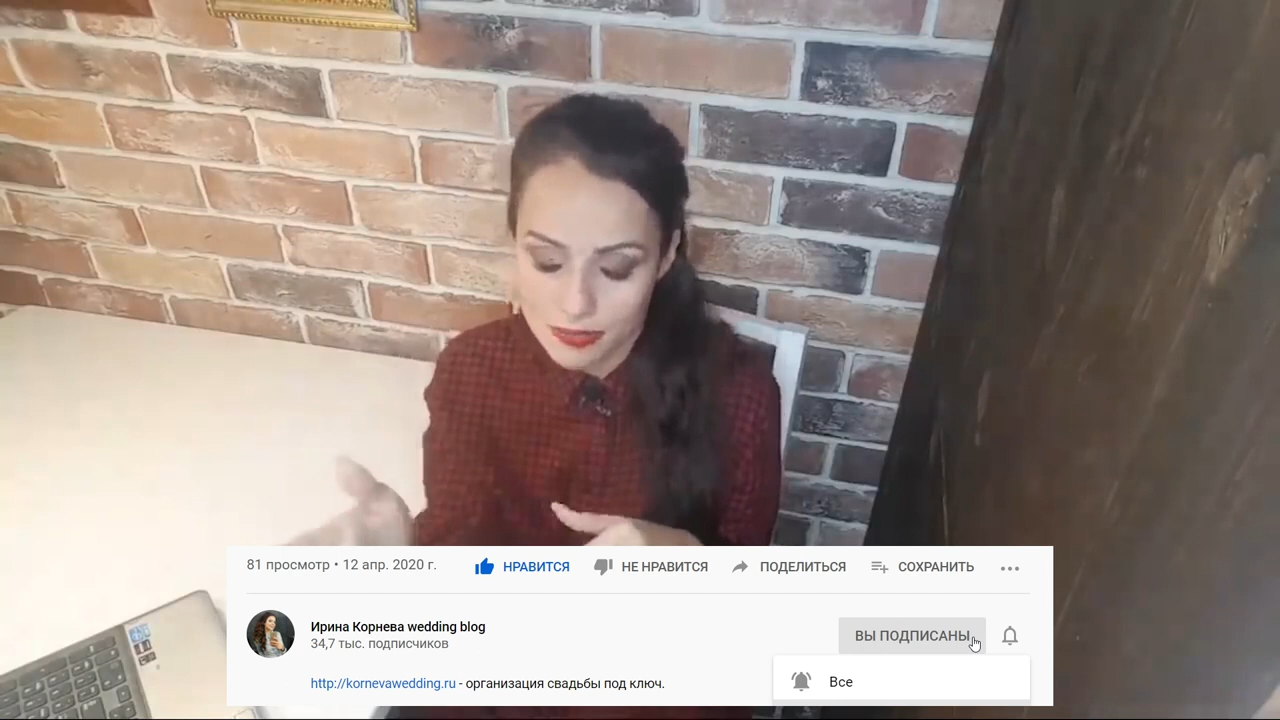 81 просмотр • 12 апр. 2020 г.
НРАВИТСЯ
НЕ НРАВИТСЯ
ПОДЕЛИТЬСЯ
СОХРАНИТЬ
Ирина Корнева wedding blog
34,7 тыс. подписчиков
ВЫ ПОДПИСАНЫ
http://kornevawedding.ru - организация свадьбы под ключ.
Все